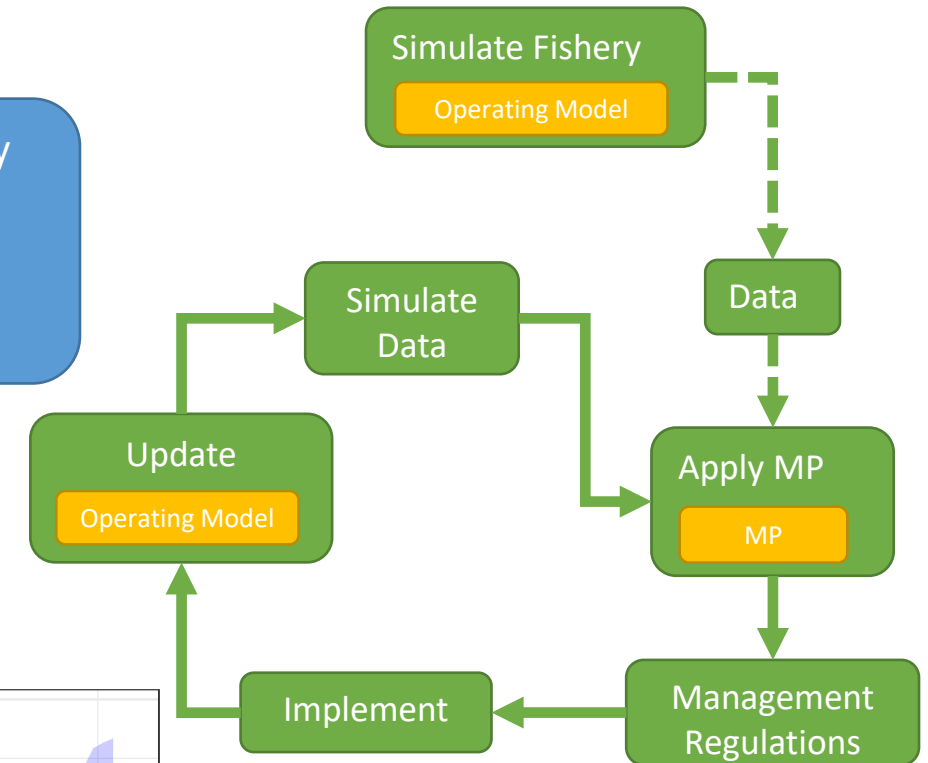 Simulate Fishery
Operating Model
Data
Simulate
Data
Update
Operating Model
Apply MP
MP
Implement
Management
Regulations